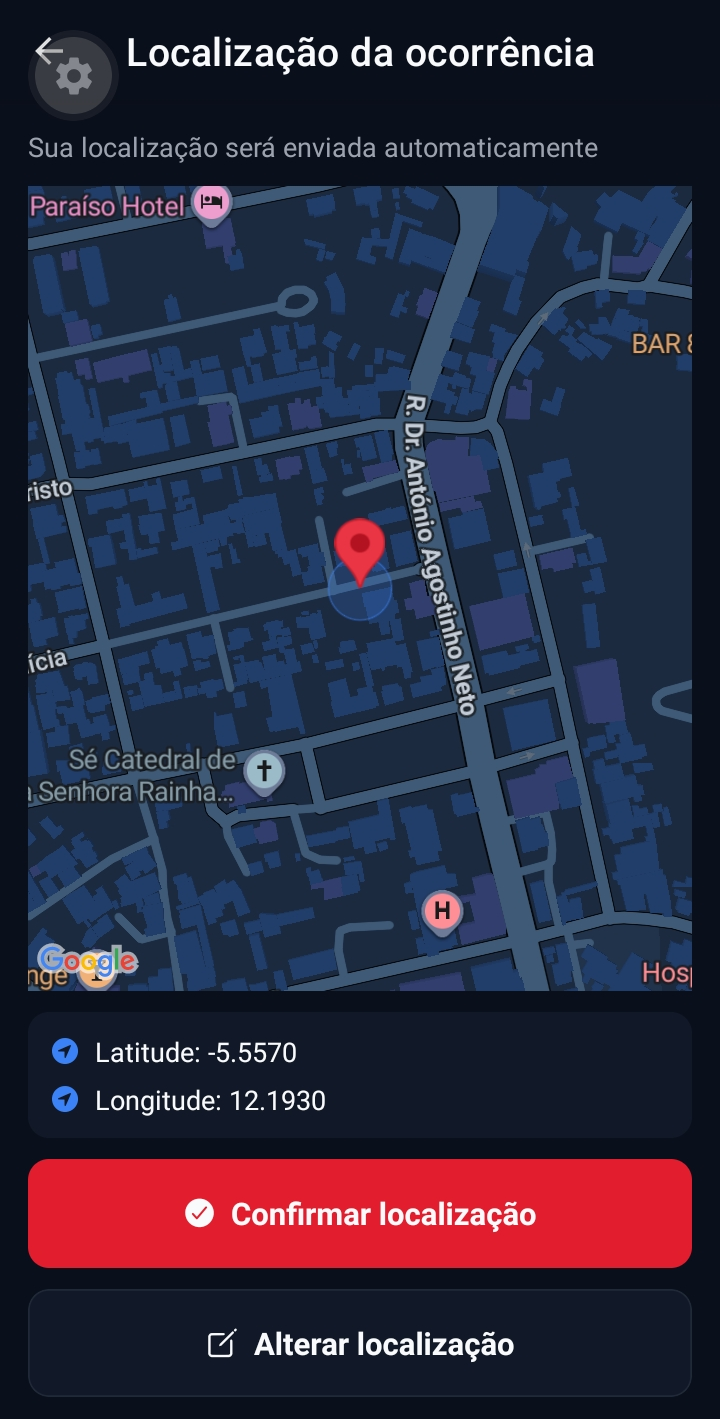 Localização da ocorrência
Sua localização será enviada automaticamente
Paraíso Hotel
BAR &
R. Dr. António Agostinho Neto
risto
ícia
Sé Catedral de
a Senhora Rainha...
H
Google
nge
Hosp
Latitude: -5.5570
Longitude: 12.1930
Confirmar localização
Alterar localização